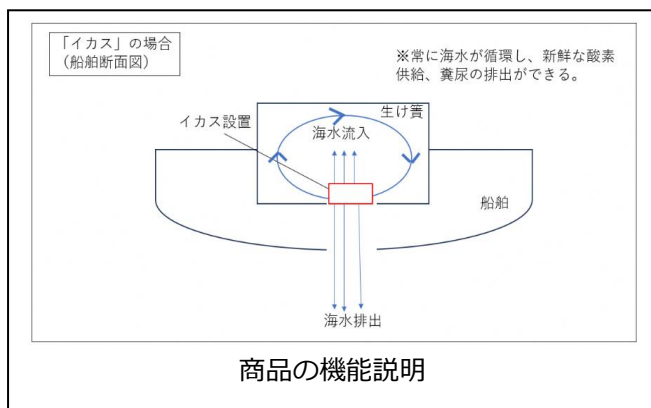 「イカス」の場合
（船舶断面図）
※常に海水が循環し、新鮮な酸素
供給、糞尿の排出ができる。
生け簀
イカス設置
海水流入
船舶
海水排出
商品の機能説明